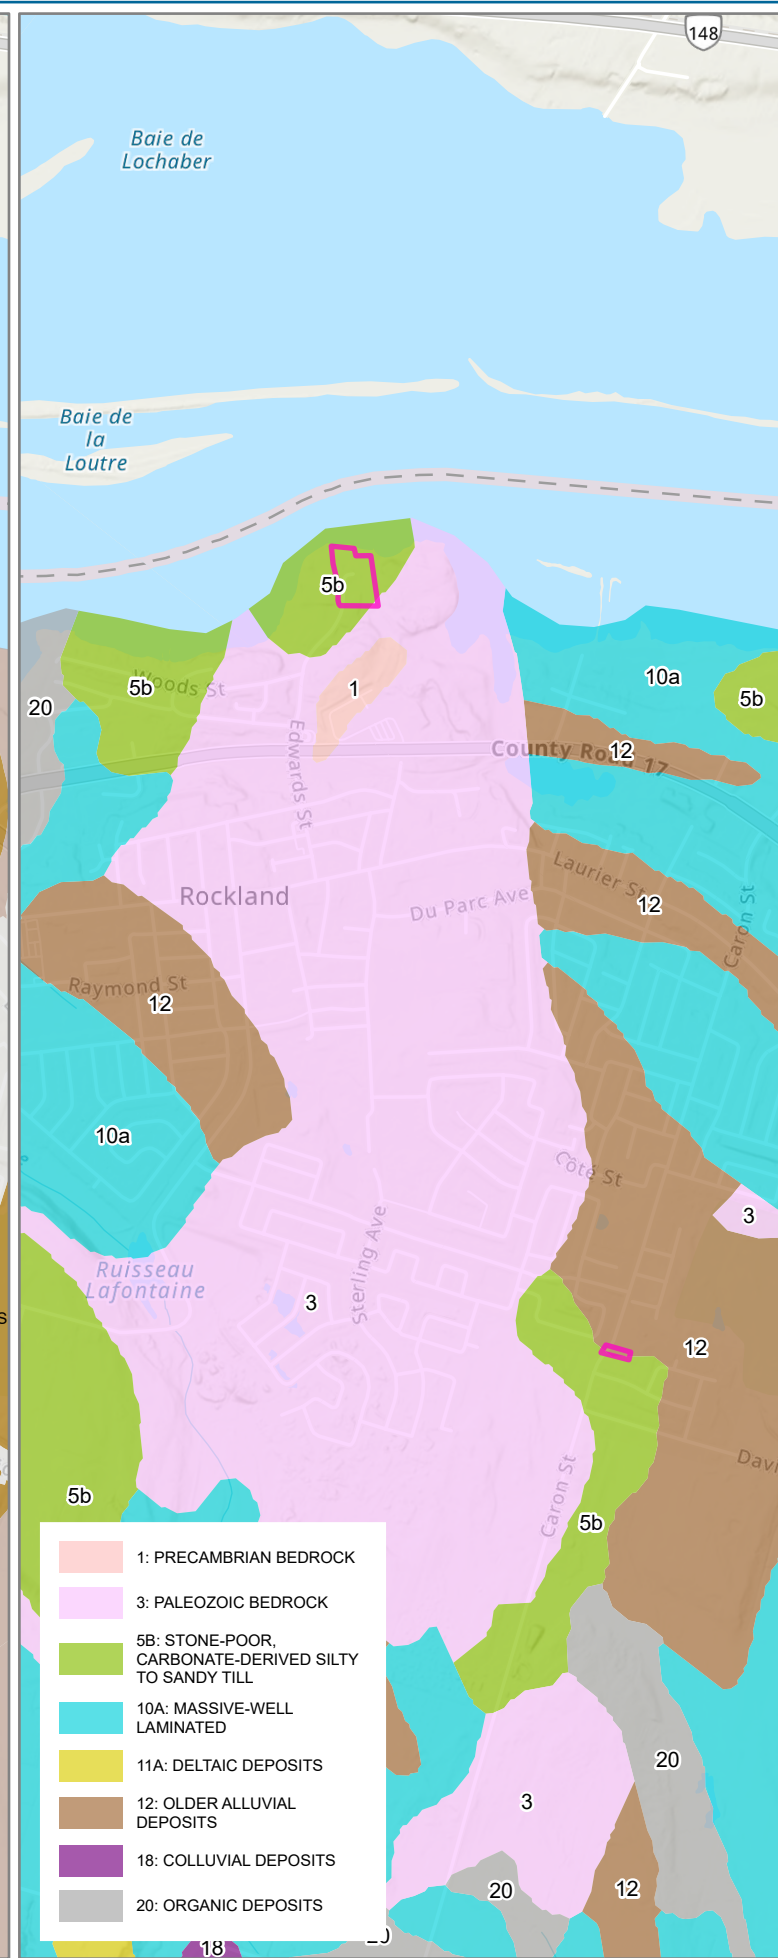 148
Baie de
Lochaber
Baie de
la
Loutre
5b
Woods St
5b
1
10a
5b
20
Edwards St
County Road 17
12
Laurier St
Rockland
Du Parc Ave
12
Caron St
Raymond St
12
10a
Côté St
3
Ruisseau
Lafontaine
Sterling Ave
3
s
12
Davi
5b
Caron St
5b
1: PRECAMBRIAN BEDROCK
3: PALEOZOIC BEDROCK
5B: STONE-POOR,
CARBONATE-DERIVED SILTY
TO SANDY TILL
10A: MASSIVE-WELL
LAMINATED
11A: DELTAIC DEPOSITS
12: OLDER ALLUVIAL
DEPOSITS
18: COLLUVIAL DEPOSITS
20: ORGANIC DEPOSITS
20
3
20
12
20
18